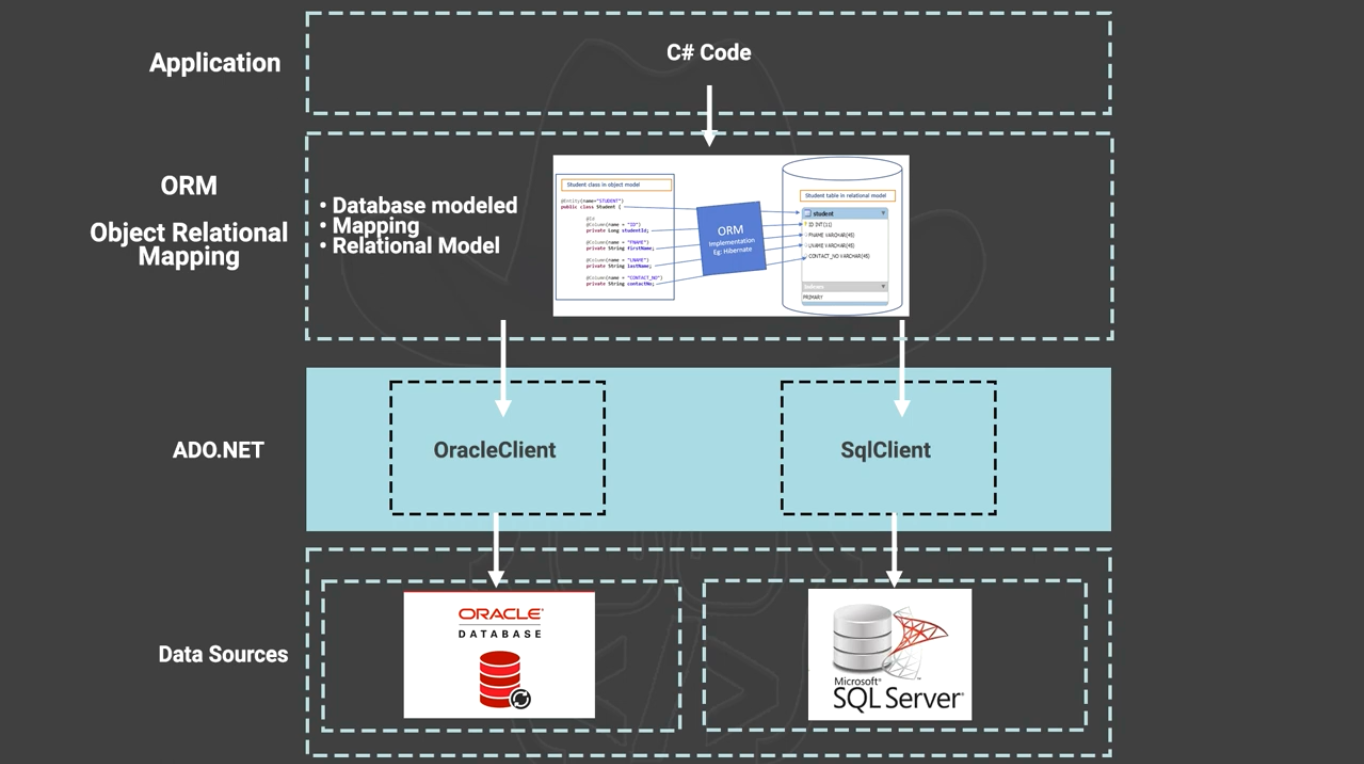 Application
C# Code
ORM
Object Relational
Mapping
• Database modeled
• Mapping
• Relational Model
Student class in object model
@Entity(name="STUDENT")
public class Student {
@Id
@Column(name = "ID")
private Long studentId;
@Column(name = "FNAME")
private String firstName;
@Column(name = "LNAME")
private String lastName;
@Column(name = "CONTACT_NO")
private String contactNo;
ORM
Implementation
Eg: Hibernate
Student table in relational model
student
ID INT(11)
FNAME VARCHAR(45)
LNAME VARCHAR(45)
CONTACT_NO VARCHAR(45)
Indexes
PRIMARY
ADO.NET
OracleClient
SqlClient
Data Sources
ORACLE
DATABASE
Microsoft®
SQL Server®